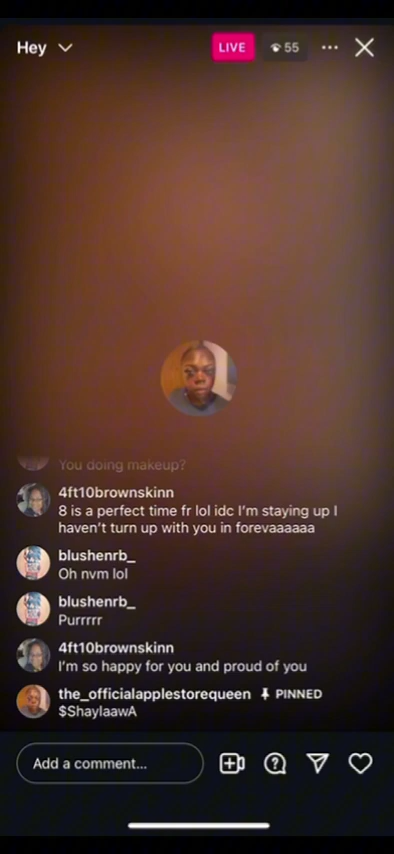 Hey
LIVE
55
You doing makeup?
4ft10brownskinn
8 is a perfect time fr lol idc I'm staying up I
haven't turn up with you in forevaaaaaa
blushenrb_
Oh nvm lol
blushenrb_
Purrrrr
4ft10brownskinn
I'm so happy for you and proud of you
the_officialapplestorequeen PINNED
$ShaylaawA
Add a comment...